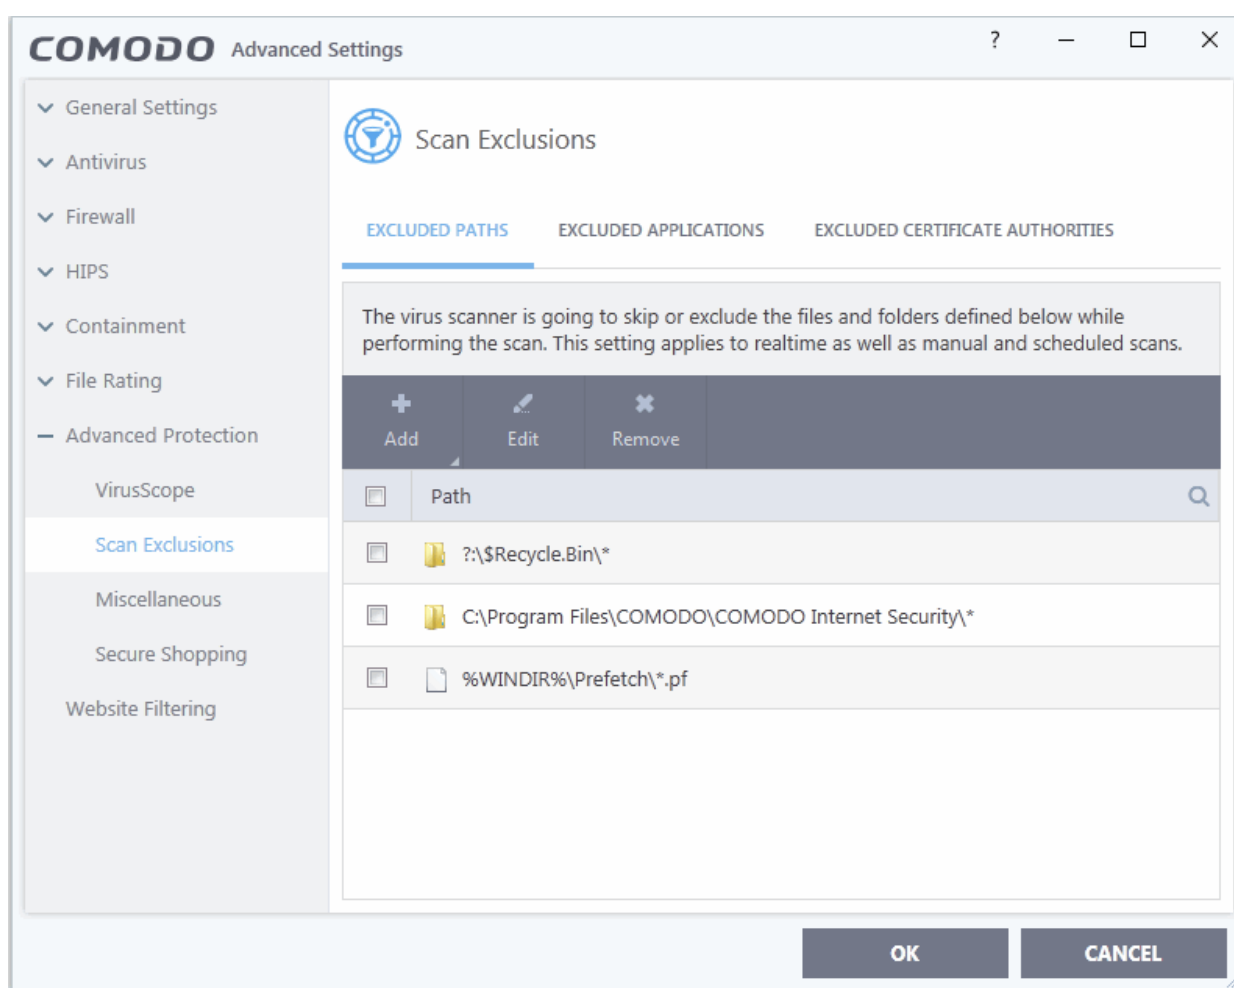 COMODO Advanced Settings ?
General Settings
Antivirus
Firewall
HIPS
Containment
File Rating
Advanced Protection
VirusScope
Scan Exclusions
Miscellaneous
Secure Shopping
Website Filtering
Scan Exclusions
EXCLUDED PATHS EXCLUDED APPLICATIONS EXCLUDED CERTIFICATE AUTHORITIES
The virus scanner is going to skip or exclude the files and folders defined below while
performing the scan. This setting applies to realtime as well as manual and scheduled scans.
Add Edit Remove
Path
?:\$Recycle.Bin\*
C:\Program Files\COMODO\COMODO Internet Security\*
%WINDIR%\Prefetch\*.pf
OK CANCEL